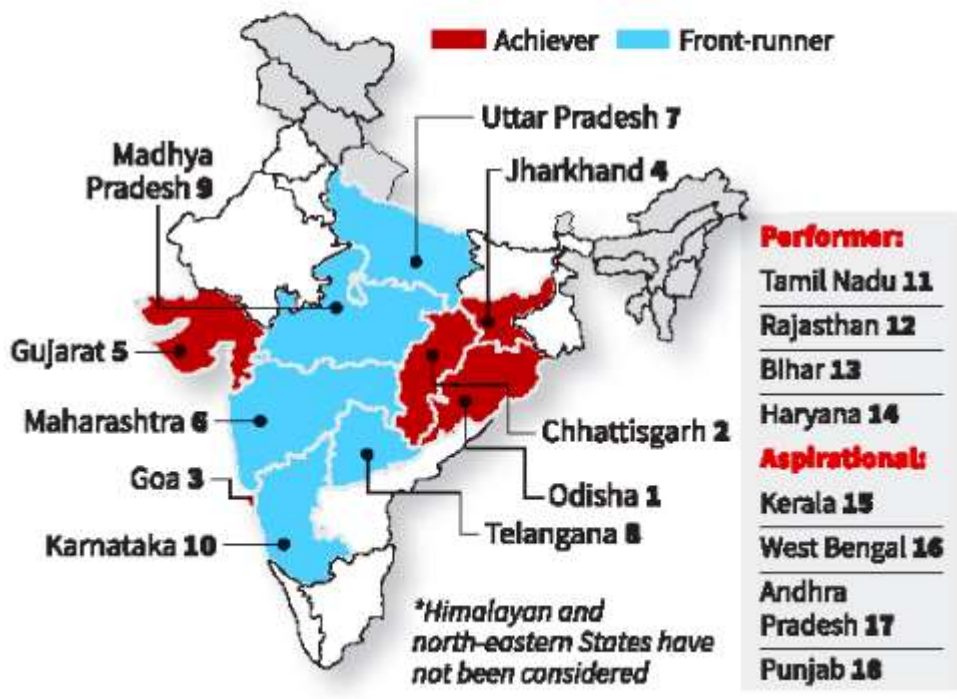 Achiever
Front-runner
Uttar Pradesh 7
Madhya
Pradesh 9
Jharkhand 4
Gujarat 5
Maharashtra 6
Goa 3
Karnataka 10
Chhattisgarh 2
Odisha 1
Telangana 8
*Himalayan and
north-eastern States have
not been considered
Performer:
Tamil Nadu 11
Rajasthan 12
Bihar 13
Haryana 14
Aspirational:
Kerala 15
West Bengal 16
Andhra
Pradesh 17
Punjab 18